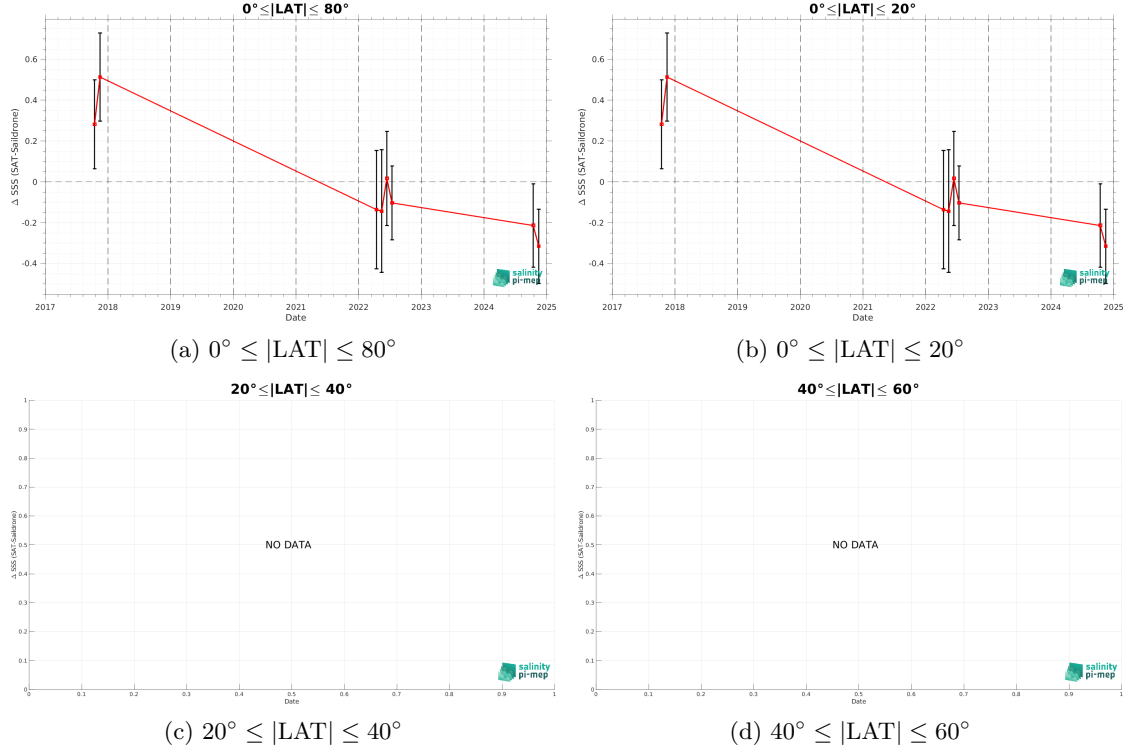 0°≤|LAT|≤ 80°
Δ SSS (SAT-Saildrone)
0.6
0.4
0.2
0
-0.2
-0.4
2017 2018 2019 2020 2021 2022 2023 2024 2025
Date
salinity
pi-mep
(a) 0° ≤ |LAT| ≤ 80°
0°≤|LAT|≤ 20°
Δ SSS (SAT-Saildrone)
0.6
0.4
0.2
0
-0.2
-0.4
2017 2018 2019 2020 2021 2022 2023 2024 2025
Date
salinity
pi-mep
(b) 0° ≤ |LAT| ≤ 20°
20°≤|LAT|≤ 40°
Δ SSS (SAT-Saildrone)
1
0.9
0.8
0.7
0.6
0.5
0.4
0.3
0.2
0.1
0
NO DATA
0 0.1 0.2 0.3 0.4 0.5 0.6 0.7 0.8 0.9 1
Date
salinity
pi-mep
(c) 20° ≤ |LAT| ≤ 40°
40°≤|LAT|≤ 60°
Δ SSS (SAT-Saildrone)
1
0.9
0.8
0.7
0.6
0.5
0.4
0.3
0.2
0.1
0
NO DATA
0 0.1 0.2 0.3 0.4 0.5 0.6 0.7 0.8 0.9 1
Date
salinity
pi-mep
(d) 40° ≤ |LAT| ≤ 60°